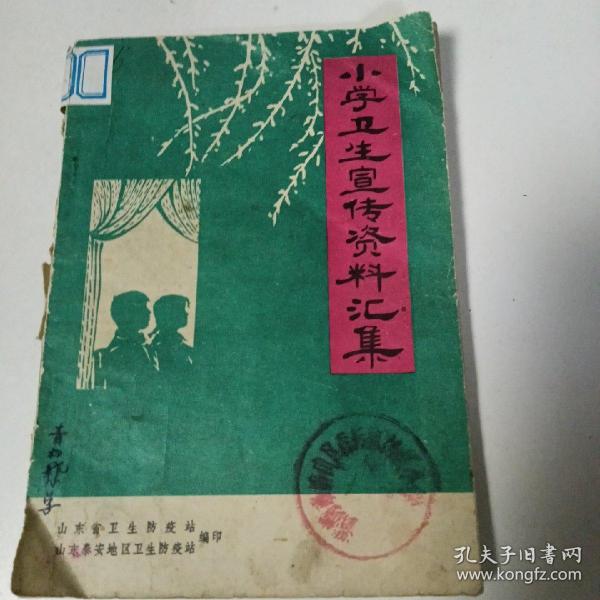 小学卫生宣传资料汇集
山东省卫生防疫站
山东泰安地区卫生防疫站
编印
孔夫子旧书网
www.kongfz.com